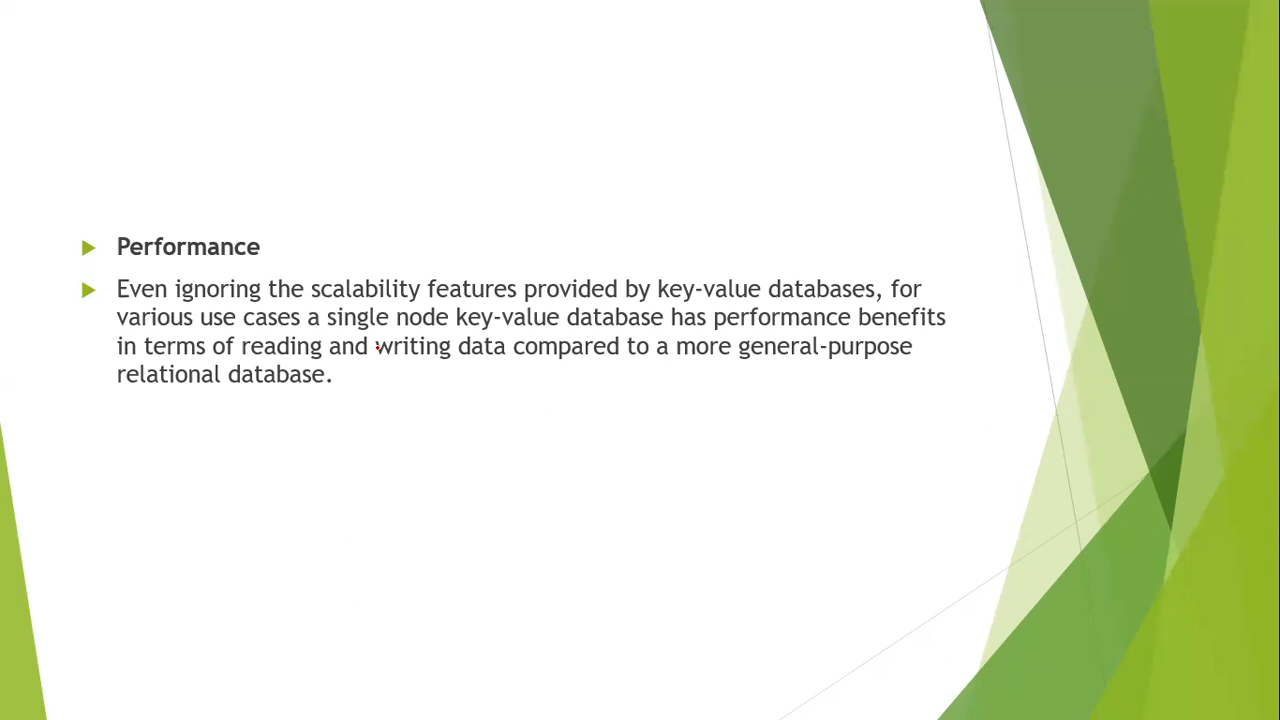 Performance
Even ignoring the scalability features provided by key-value databases, for
various use cases a single node key-value database has performance benefits
in terms of reading and writing data compared to a more general-purpose
relational database.